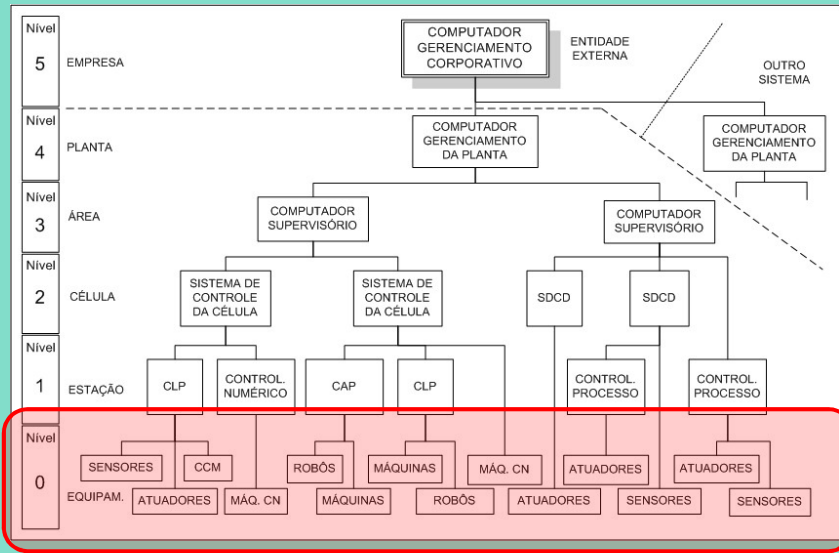 Nível
5
EMPRESA
COMPUTADOR
GERENCIAMENTO
CORPORATIVO
ENTIDADE
EXTERNA
OUTRO
SISTEMA
Nível
4
PLANTA
COMPUTADOR
GERENCIAMENTO
DA PLANTA
COMPUTADOR
GERENCIAMENTO
DA PLANTA
Nível
3
ÁREA
COMPUTADOR
SUPERVISÓRIO
COMPUTADOR
SUPERVISÓRIO
Nível
2
CÉLULA
SISTEMA DE
CONTROLE
DA CÉLULA
SISTEMA DE
CONTROLE
DA CÉLULA
SDCD
SDCD
Nível
1
ESTAÇÃO
CLP
CONTROL.
NUMÉRICO
CAP
CLP
CONTROL.
PROCESSO
CONTROL.
PROCESSO
Nível
0
EQUIPAM.
SENSORES
CCM
ROBÔS
MÁQUINAS
MÁQ. CN
ATUADORES
ATUADORES
ATUADORES
MÁQ. CN
MÁQUINAS
ROBÔS
ATUADORES
SENSORES
SENSORES